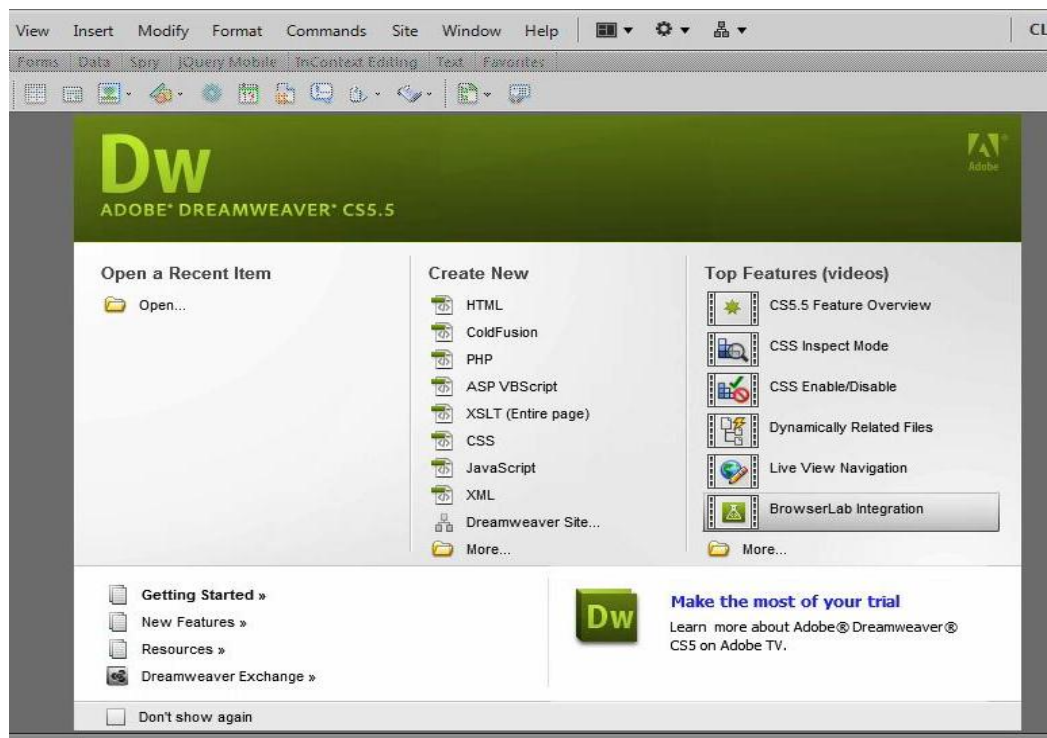 View Insert Modify Format Commands Site Window Help CL
Forms Data Spry jQuery Mobile InContext Editing Text Favorites
Dw
ADOBE® DREAMWEAVER® CS5.5
Adobe
Open a Recent Item
Open...
Create New
HTML
ColdFusion
PHP
ASP VBScript
XSLT (Entire page)
CSS
JavaScript
XML
Dreamweaver Site...
More...
Top Features (videos)
CS5.5 Feature Overview
CSS Inspect Mode
CSS Enable/Disable
Dynamically Related Files
Live View Navigation
BrowserLab Integration
More...
Getting Started »
New Features »
Resources »
Dreamweaver Exchange »
Dw
Make the most of your trial
Learn more about Adobe® Dreamweaver®
CS5 on Adobe TV.
Don't show again